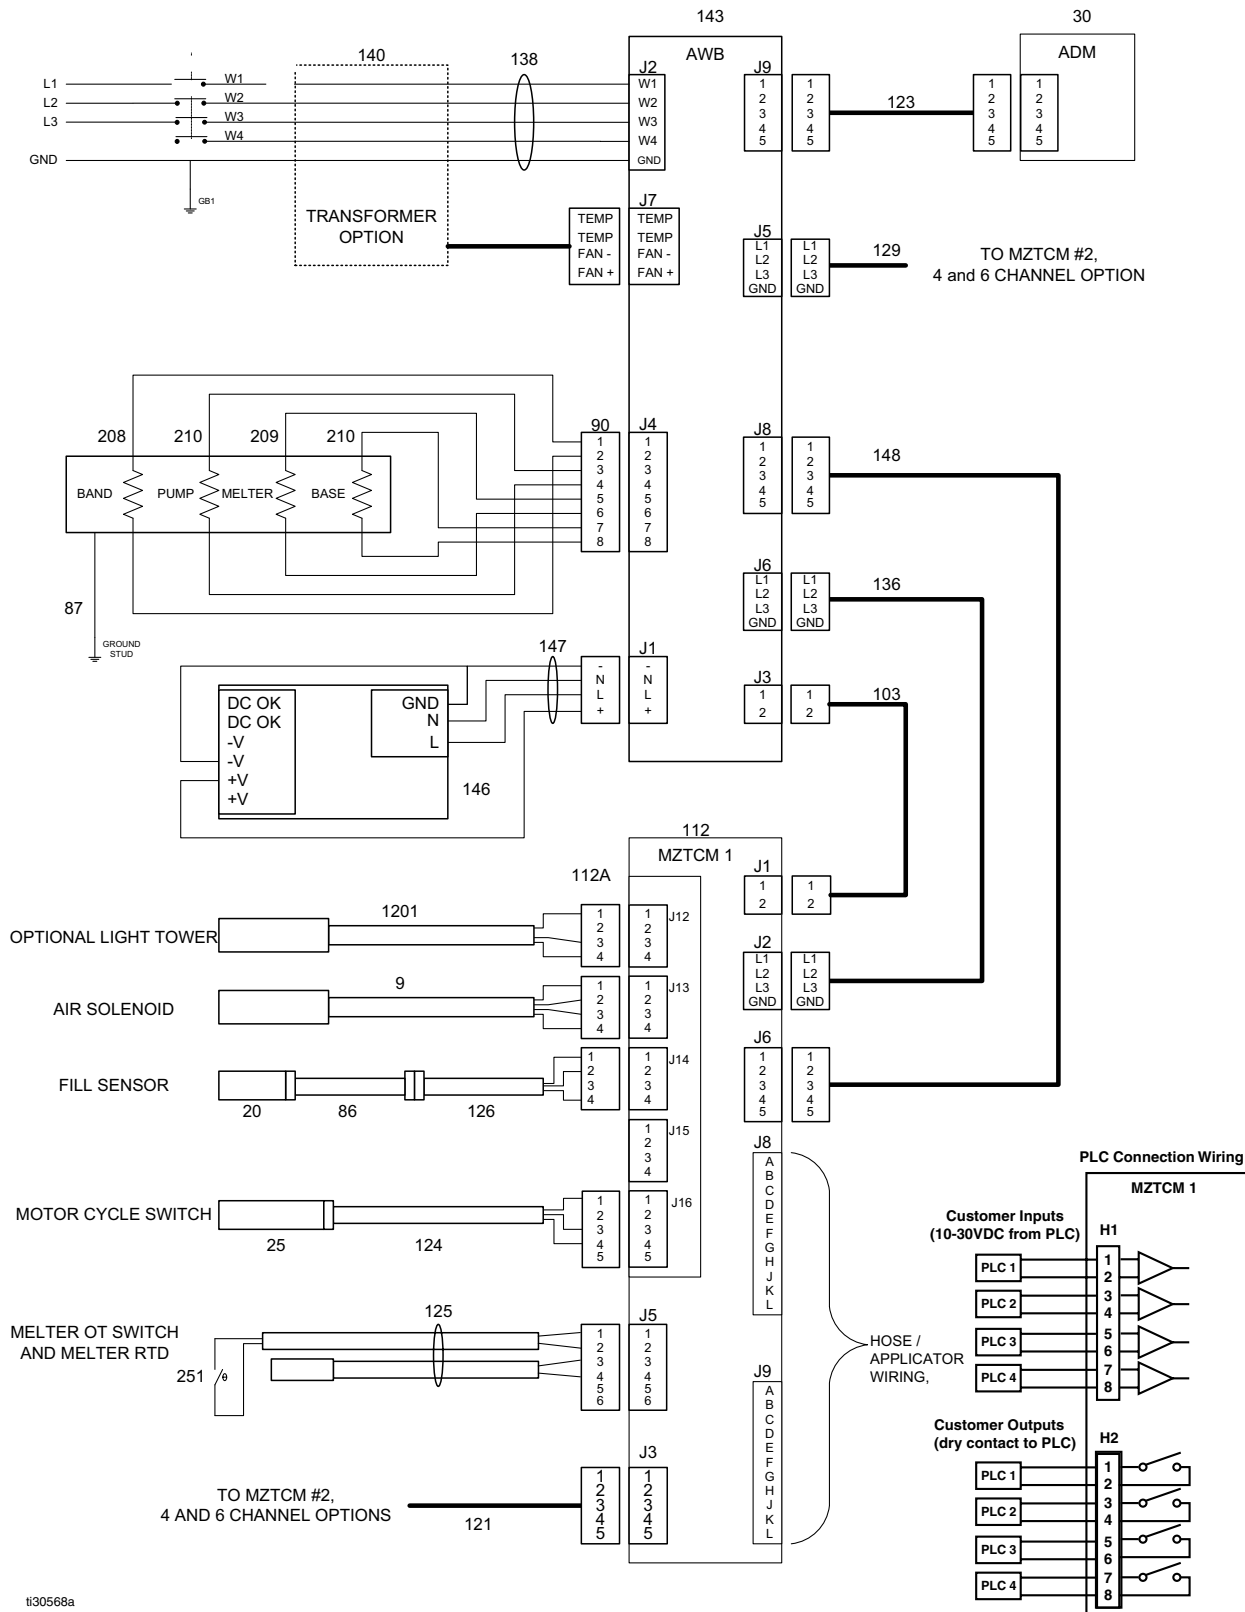 143
30
140
138
AWB
ADM
L1
L2
L3
GND
W1
W2
W3
W4
GB1
J2
W1
W2
W3
W4
GND
J9
1
2
3
4
5
1
2
3
4
5
123
1
2
3
4
5
1
2
3
4
5
TRANSFORMER
OPTION
TEMP
TEMP
FAN -
FAN +
J7
TEMP
TEMP
FAN -
FAN +
J5
L1
L2
L3
GND
L1
L2
L3
GND
129
TO MZTCM #2,
4 and 6 CHANNEL OPTION
208
210
209
210
BAND
PUMP
MELTER
BASE
87
GROUND
STUD
90
1
2
3
4
5
6
7
8
J4
1
2
3
4
5
6
7
8
J8
1
2
3
4
5
1
2
3
4
5
148
J6
L1
L2
L3
GND
L1
L2
L3
GND
136
147
-
N
L
+
J1
-
N
L
+
J3
1
2
1
2
103
DC OK
DC OK
-V
-V
+V
+V
GND
N
L
146
112
MZTCM 1
112A
J1
1
2
1
2
OPTIONAL LIGHT TOWER
1201
1
2
3
4
1
2
3
4
J12
J2
L1
L2
L3
GND
L1
L2
L3
GND
AIR SOLENOID
9
1
2
3
4
1
2
3
4
J13
FILL SENSOR
20
86
126
1
2
3
4
1
2
3
4
J14
J6
1
2
3
4
5
1
2
3
4
5
1
2
3
4
J15
MOTOR CYCLE SWITCH
25
124
1
2
3
4
5
1
2
3
4
5
J16
J8
A
B
C
D
E
F
G
H
J
K
L
MELTER OT SWITCH
AND MELTER RTD
251
125
1
2
3
4
5
6
J5
1
2
3
4
5
6
J9
A
B
C
D
E
F
G
H
J
K
L
HOSE /
APPLICATOR
WIRING,
TO MZTCM #2,
4 AND 6 CHANNEL OPTIONS
121
1
2
3
4
5
J3
1
2
3
4
5
PLC Connection Wiring
MZTCM 1
Customer Inputs
(10-30VDC from PLC)
H1
PLC 1
PLC 2
PLC 3
PLC 4
1
2
3
4
5
6
7
8
Customer Outputs
(dry contact to PLC)
H2
PLC 1
PLC 2
PLC 3
PLC 4
1
2
3
4
5
6
7
8
ti30568a